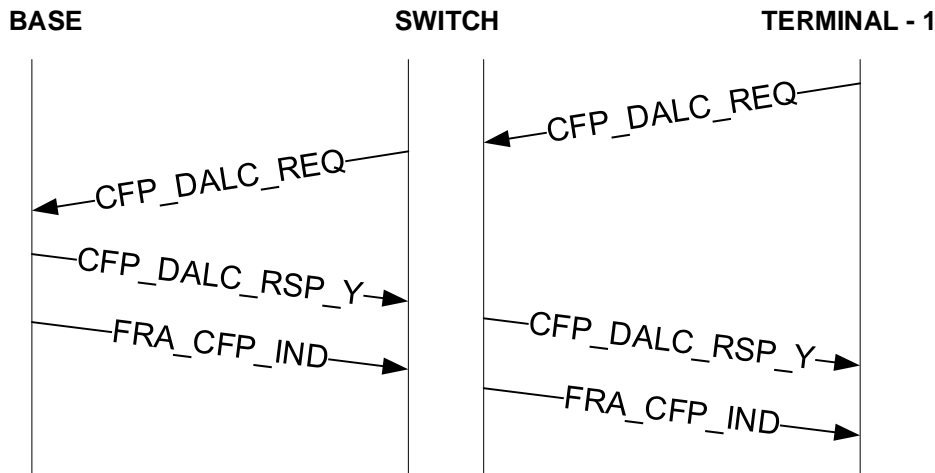 BASE
SWITCH
TERMINAL - 1
CFP_DALC_REQ
CFP_DALC_REQ
CFP_DALC_RSP_Y
FRA_CFP_IND
CFP_DALC_RSP_Y
FRA_CFP_IND